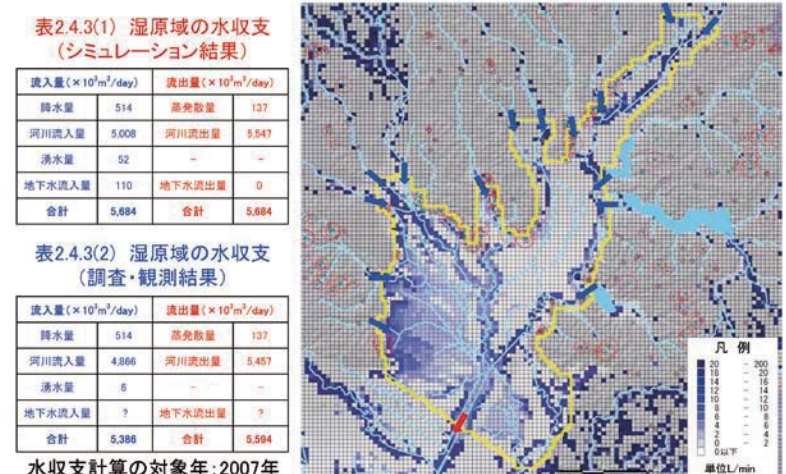 表2.4.3(1) 湿原域の水収支
(シミュレーション結果)
流入量(×10³m³/day) 流出量(×10³m³/day)
降水量 514 蒸発散量 137
河川流入量 5,008 河川流出量 5,547
湧水量 52 - -
地下水流入量 110 地下水流出量 0
合計 5,684 合計 5,684
表2.4.3(2) 湿原域の水収支
(調査・観測結果)
流入量(×10³m³/day) 流出量(×10³m³/day)
降水量 514 蒸発散量 137
河川流入量 4,866 河川流出量 5,457
湧水量 6 - -
地下水流入量 ? 地下水流出量 ?
合計 5,386 合計 5,594
水収支計算の対象年:2007年
凡 例
20 - 200
18 - 20
16 - 18
14 - 16
12 - 14
10 - 12
8 - 10
6 - 8
4 - 6
2 - 4
0 - 2
0以下
単位L/min